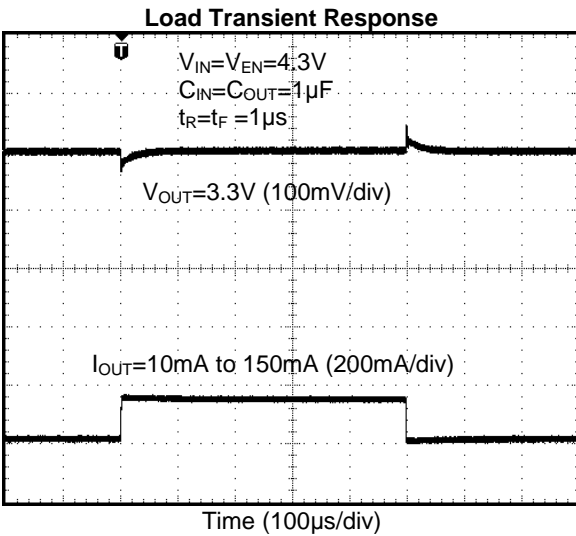 Load Transient Response
T
VIN=VEN=4.3V
CIN=COUT=1µF
tR=tF =1µs
VOUT=3.3V (100mV/div)
IOUT=10mA to 150mA (200mA/div)
Time (100µs/div)